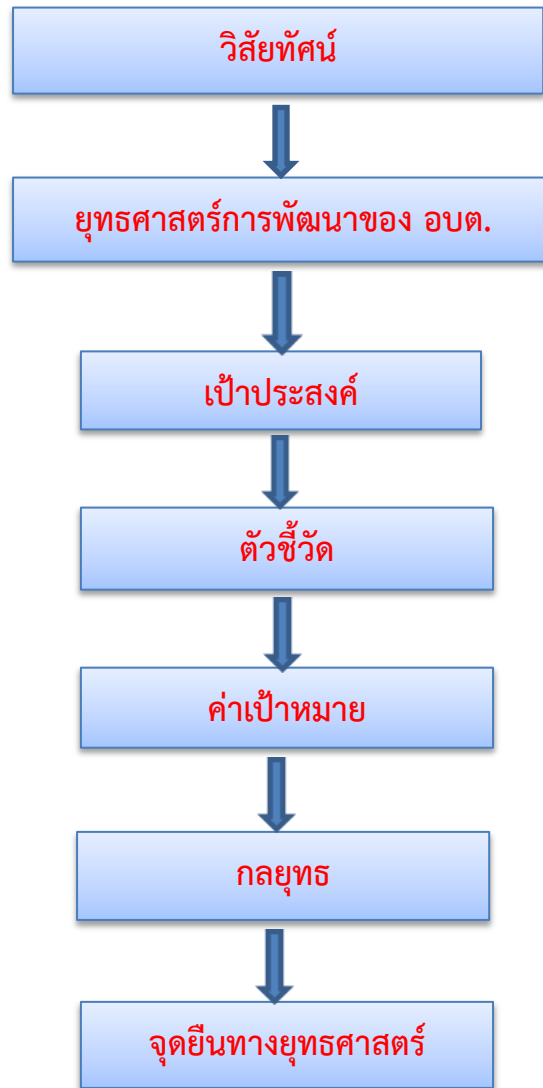 วิสัยทัศน์
ยุทธศาสตร์การพัฒนาของ อบต.
เป้าประสงค์
ตัวชี้วัด
ค่าเป้าหมาย
กลยุทธ
จุดยืนทางยุทธศาสตร์